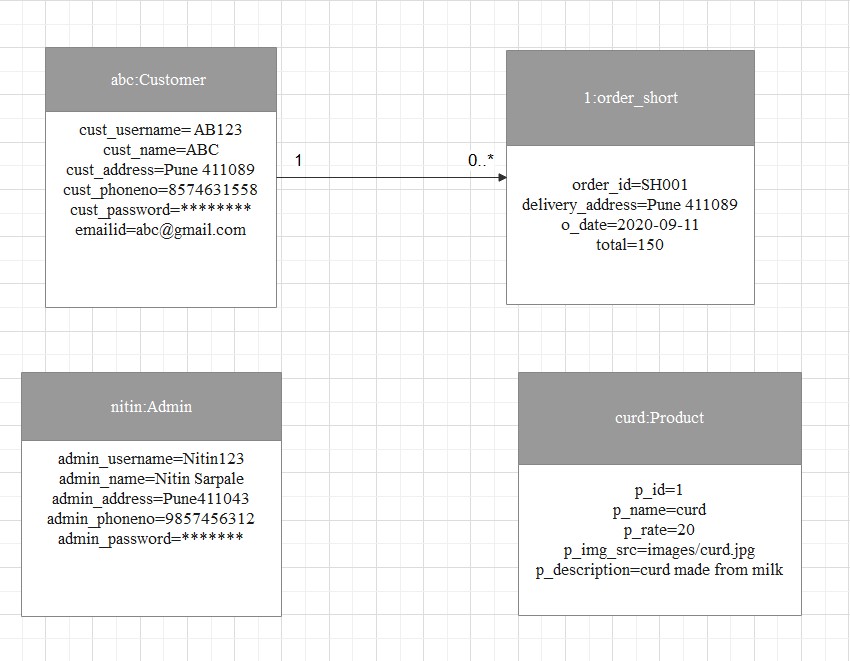 abc:Customer
cust_username= AB123
cust_name=ABC
cust_address=Pune 411089
cust_phoneno=8574631558
cust_password=********
emailid=abc@gmail.com
1
0..*
1:order_short
order_id=SH001
delivery_address=Pune 411089
o_date=2020-09-11
total=150
nitin:Admin
admin_username=Nitin123
admin_name=Nitin Sarpale
admin_address=Pune411043
admin_phoneno=9857456312
admin_password=*******
curd:Product
p_id=1
p_name=curd
p_rate=20
p_img_src=images/curd.jpg
p_description=curd made from milk